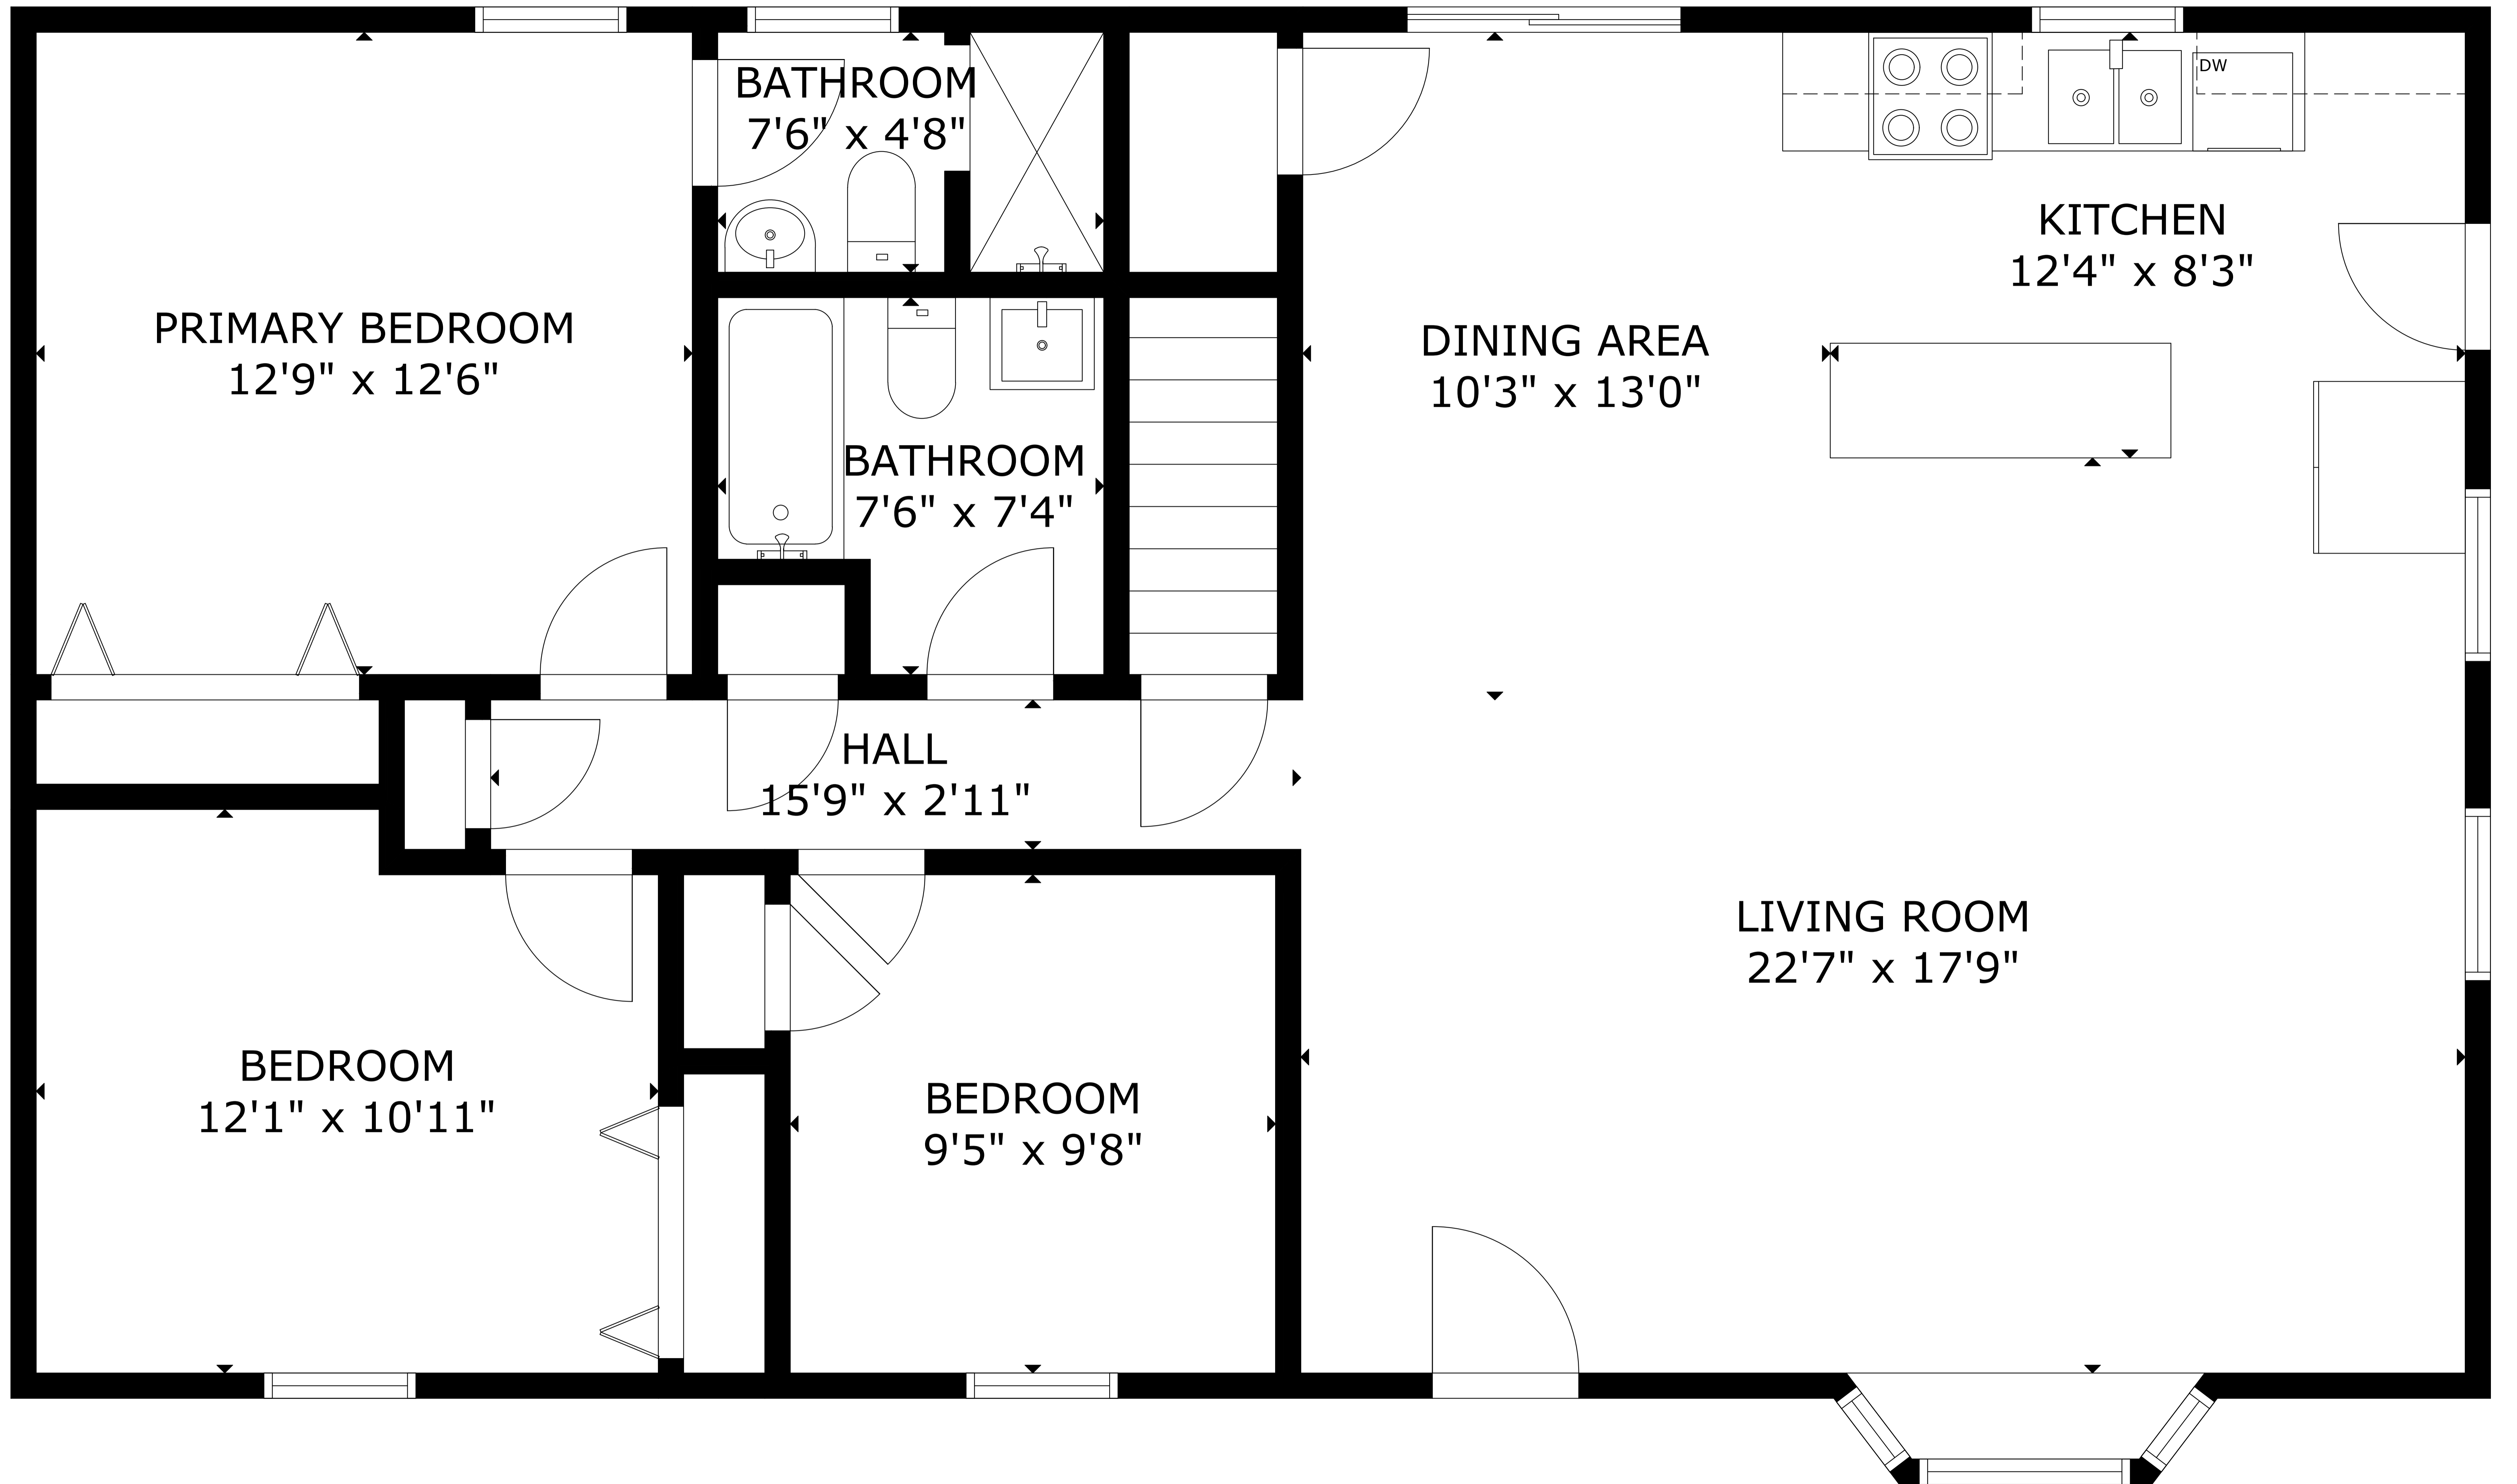 BATHROOM
7'6" x 4'8"
DW
KITCHEN
12'4" x 8'3"
PRIMARY BEDROOM
12'9" x 12'6"
DINING AREA
10'3" x 13'0"
BATHROOM
7'6" x 7'4"
HALL
15'9" x 2'11"
LIVING ROOM
22'7" x 17'9"
BEDROOM
12'1" x 10'11"
BEDROOM
9'5" x 9'8"